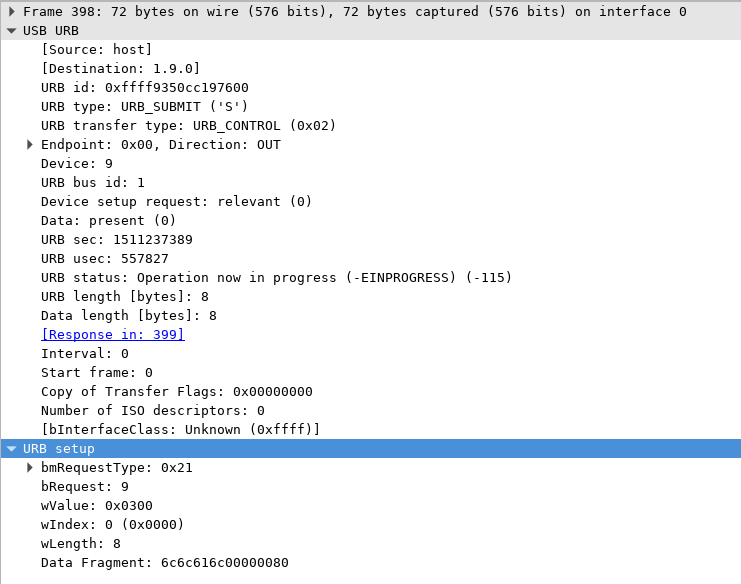 Frame 398: 72 bytes on wire (576 bits), 72 bytes captured (576 bits) on interface 0
USB URB
[Source: host]
[Destination: 1.9.0]
URB id: 0xffff9350cc197600
URB type: URB_SUBMIT ('S')
URB transfer type: URB_CONTROL (0x02)
Endpoint: 0x00, Direction: OUT
Device: 9
URB bus id: 1
Device setup request: relevant (0)
Data: present (0)
URB sec: 1511237389
URB usec: 557827
URB status: Operation now in progress (-EINPROGRESS) (-115)
URB length [bytes]: 8
Data length [bytes]: 8
[Response in: 399]
Interval: 0
Start frame: 0
Copy of Transfer Flags: 0x00000000
Number of ISO descriptors: 0
[bInterfaceClass: Unknown (0xffff)]
URB setup
bmRequestType: 0x21
bRequest: 9
wValue: 0x0300
wIndex: 0 (0x0000)
wLength: 8
Data Fragment: 6c6c616c00000080